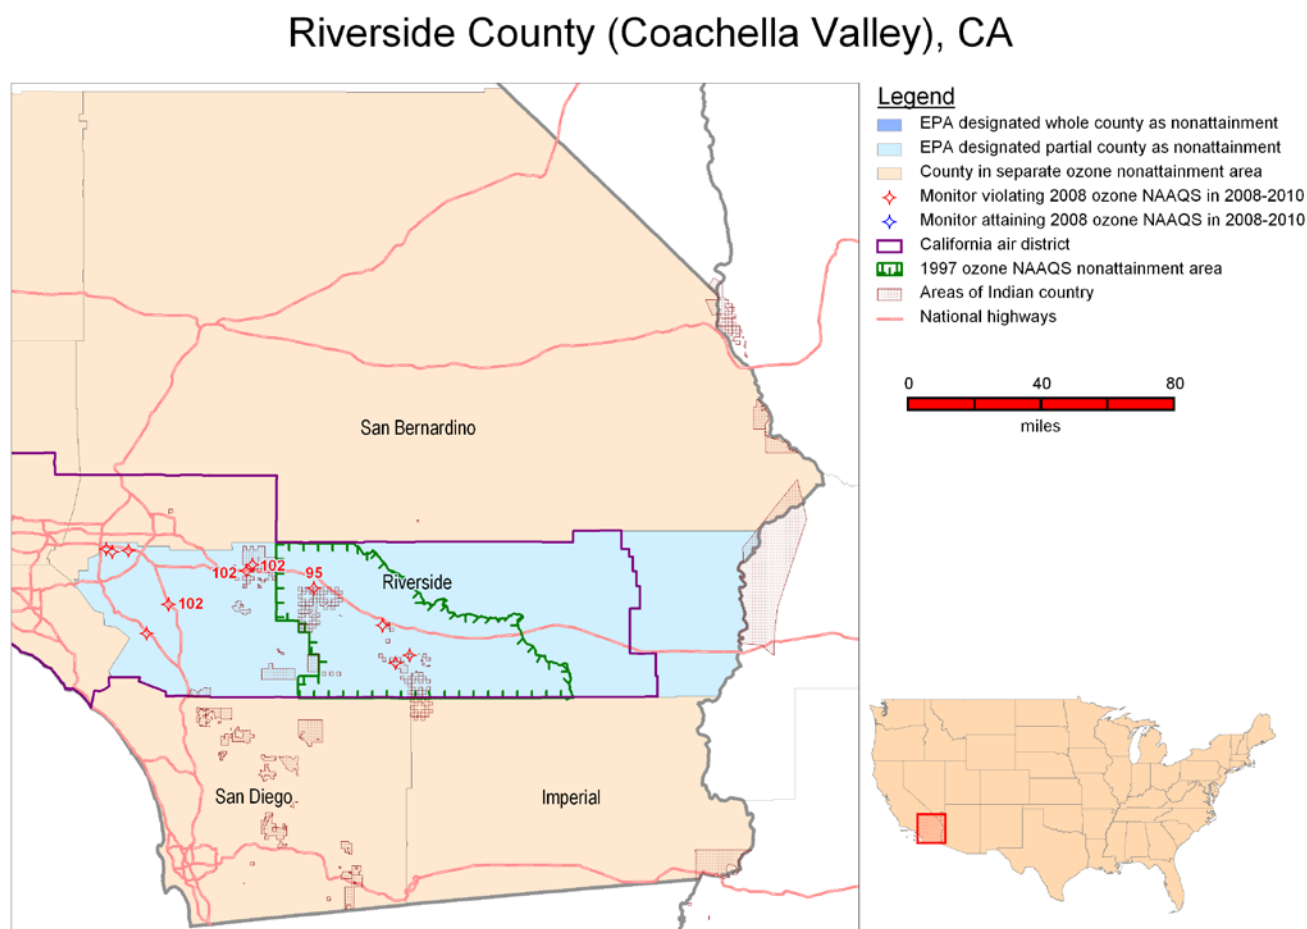 Riverside County (Coachella Valley), CA
Legend
EPA designated whole county as nonattainment
EPA designated partial county as nonattainment
County in separate ozone nonattainment area
Monitor violating 2008 ozone NAAQS in 2008-2010
Monitor attaining 2008 ozone NAAQS in 2008-2010
California air district
1997 ozone NAAQS nonattainment area
Areas of Indian country
National highways
0 40 80
miles
San Bernardino
102 102 95
Riverside
102
San Diego
Imperial